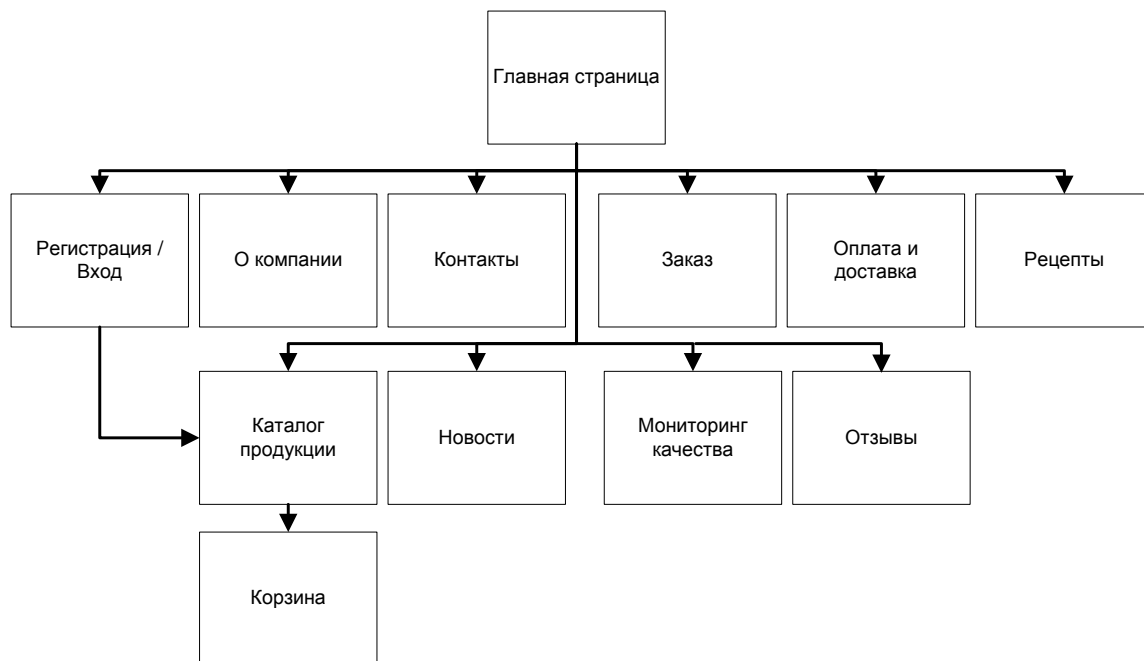 Главная страница
Регистрация /
Вход
О компании
Контакты
Заказ
Оплата и
доставка
Рецепты
Каталог
продукции
Новости
Мониторинг
качества
Отзывы
Корзина